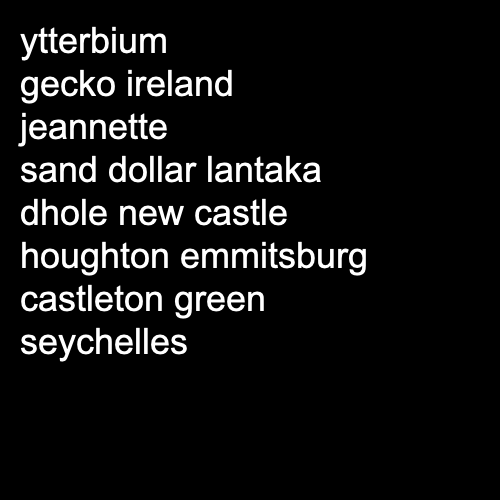 ytterbium
gecko ireland
jeannette
sand dollar lantaka
dhole new castle
houghton emmitsburg
castleton green
seychelles